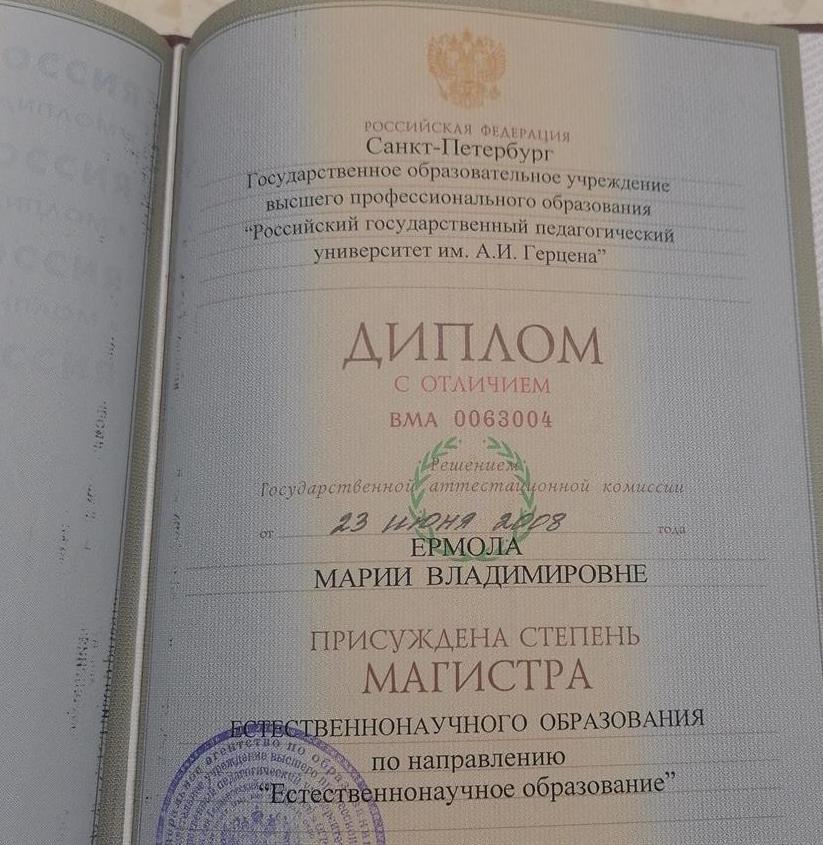 РОССИЙСКАЯ ФЕДЕРАЦИЯ
Санкт-Петербург
Государственное образовательное учреждение
высшего профессионального образования
“Российский государственный педагогический
университет им. А.И. Герцена”
ДИПЛОМ
С ОТЛИЧИЕМ
ВМА 0063004
Решением
Государственной аттестационной комиссии
от 23 июня 2008 года
ЕРМОЛА
МАРИИ ВЛАДИМИРОВНЕ
ПРИСУЖДЕНА СТЕПЕНЬ
МАГИСТРА
ЕСТЕСТВЕННОНАУЧНОГО ОБРАЗОВАНИЯ
по направлению
“Естественнонаучное образование”